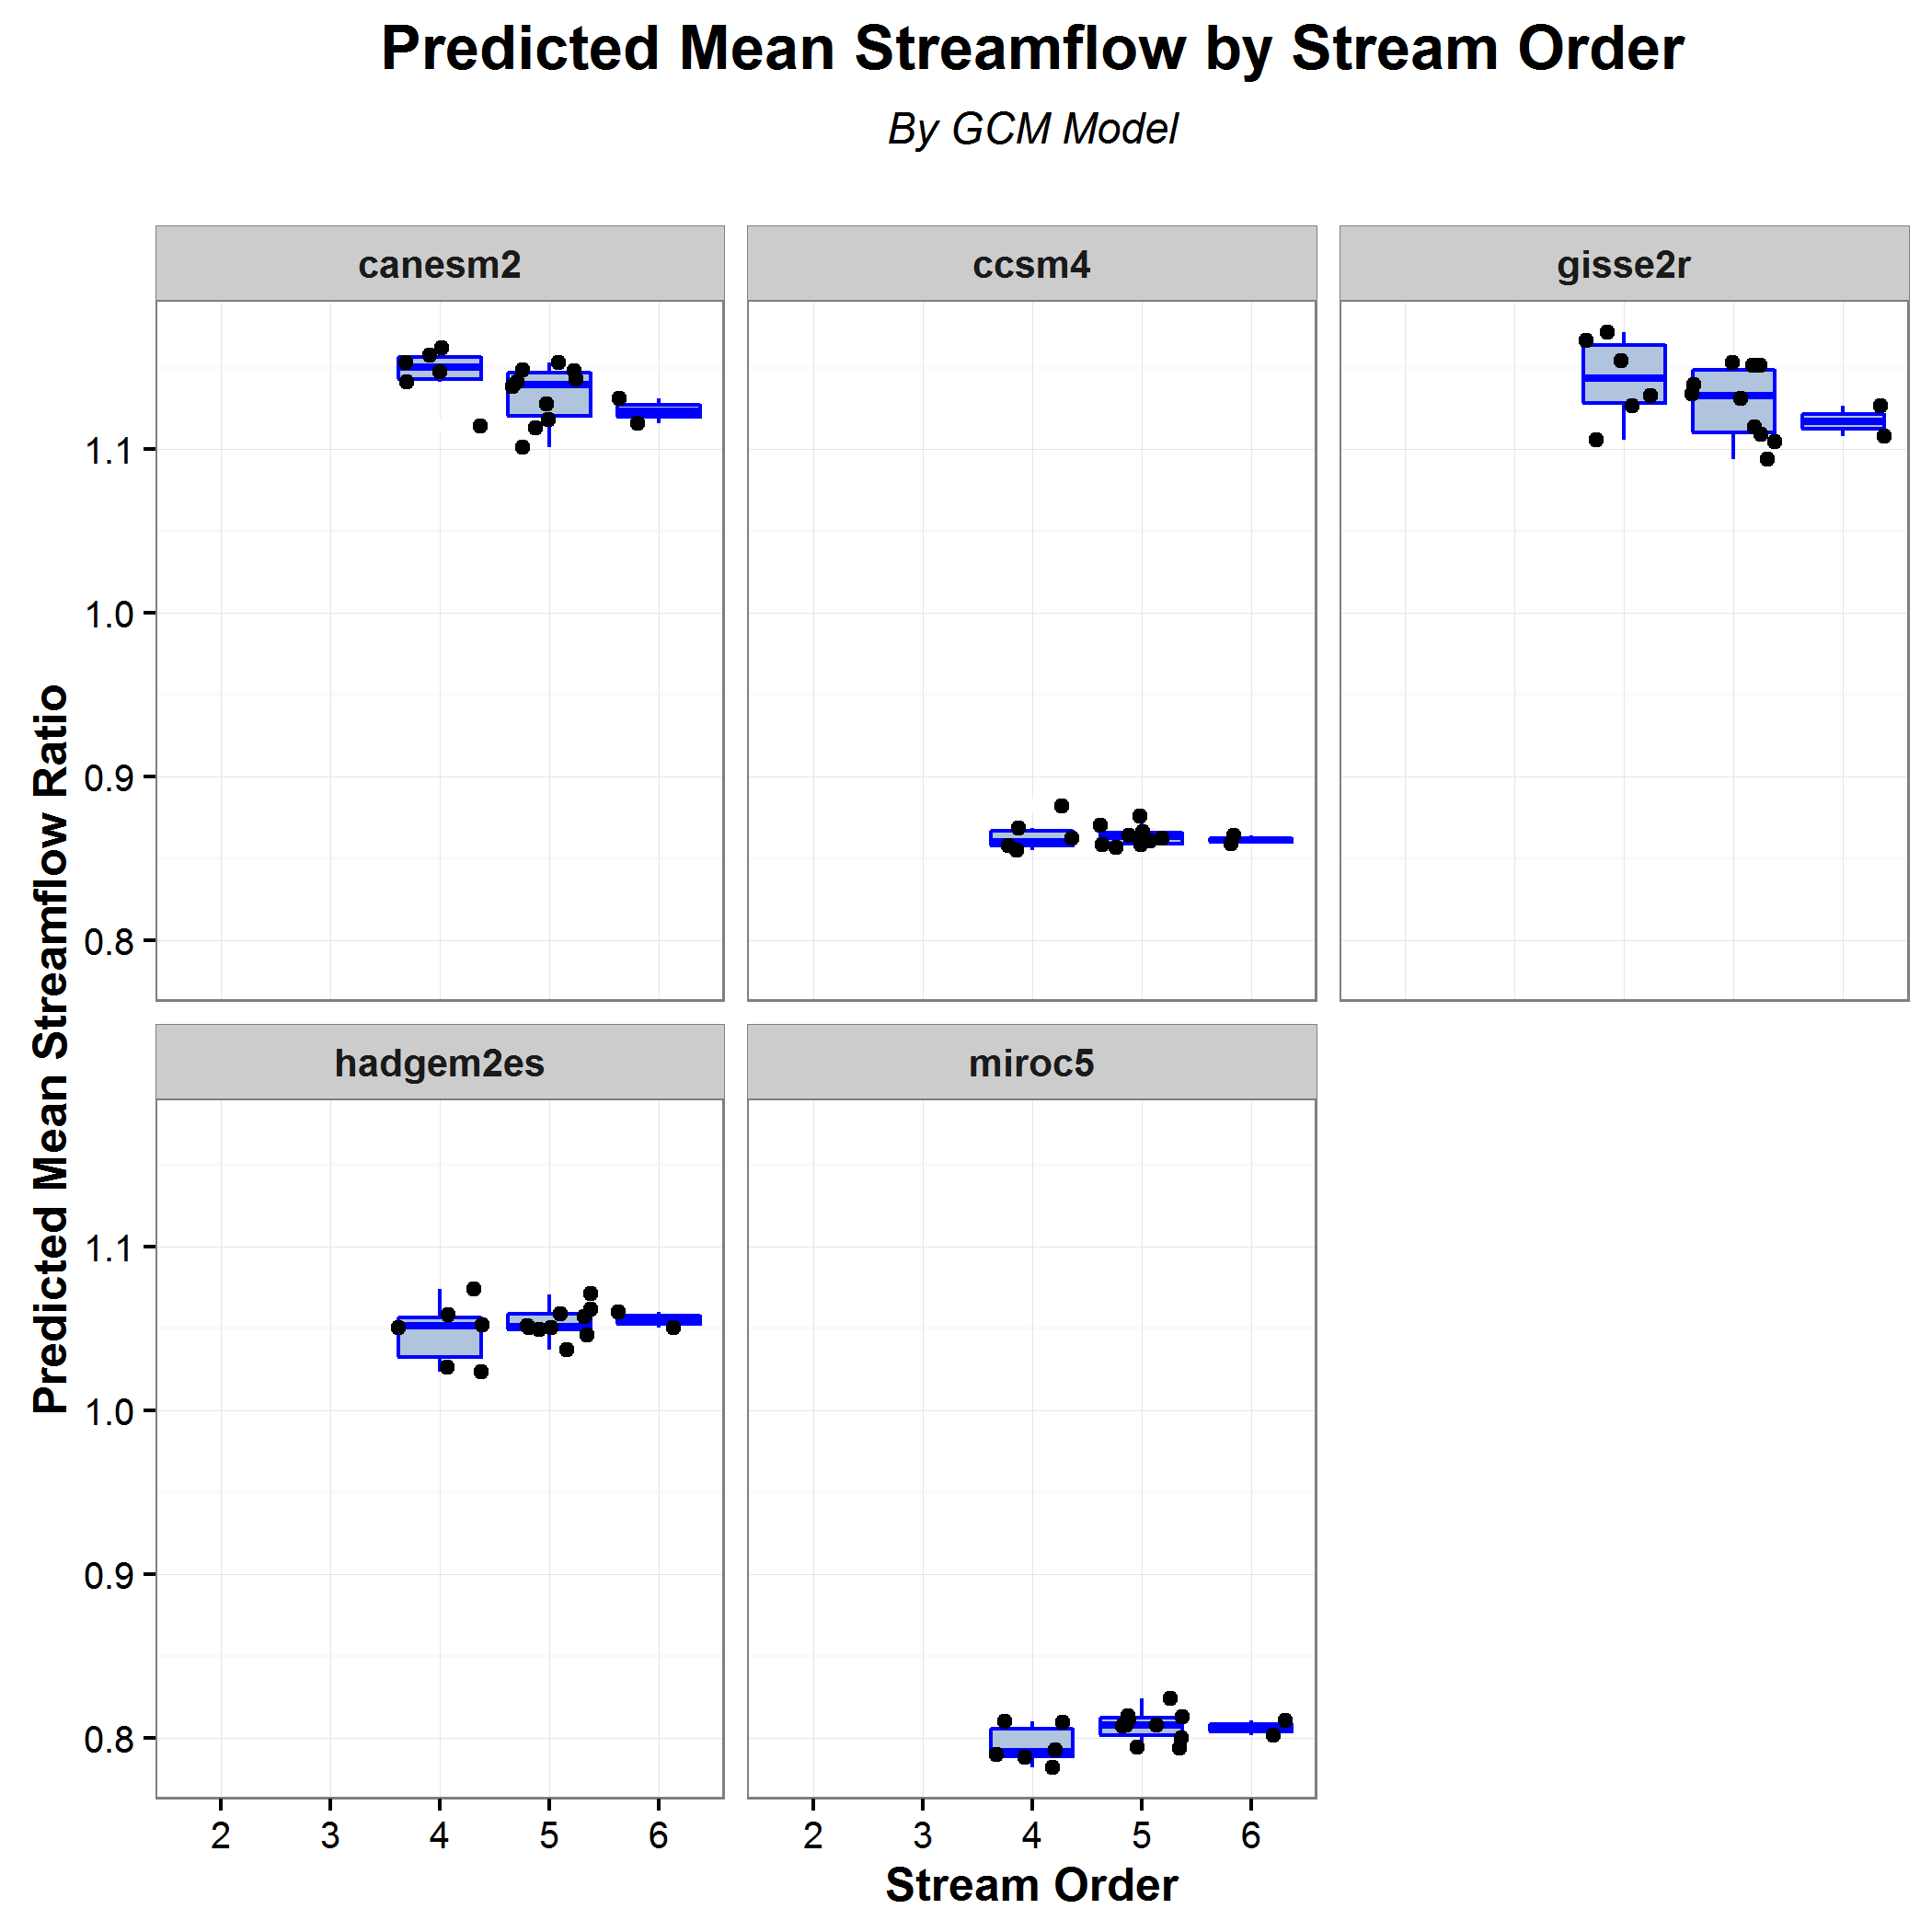 Predicted Mean Streamflow by Stream Order
By GCM Model
canesm2
ccsm4
gisse2r
1.1
1.0
0.9
0.8
Predicted Mean Streamflow Ratio
hadgem2es
miroc5
1.1
1.0
0.9
0.8
2 3 4 5 6
2 3 4 5 6
Stream Order